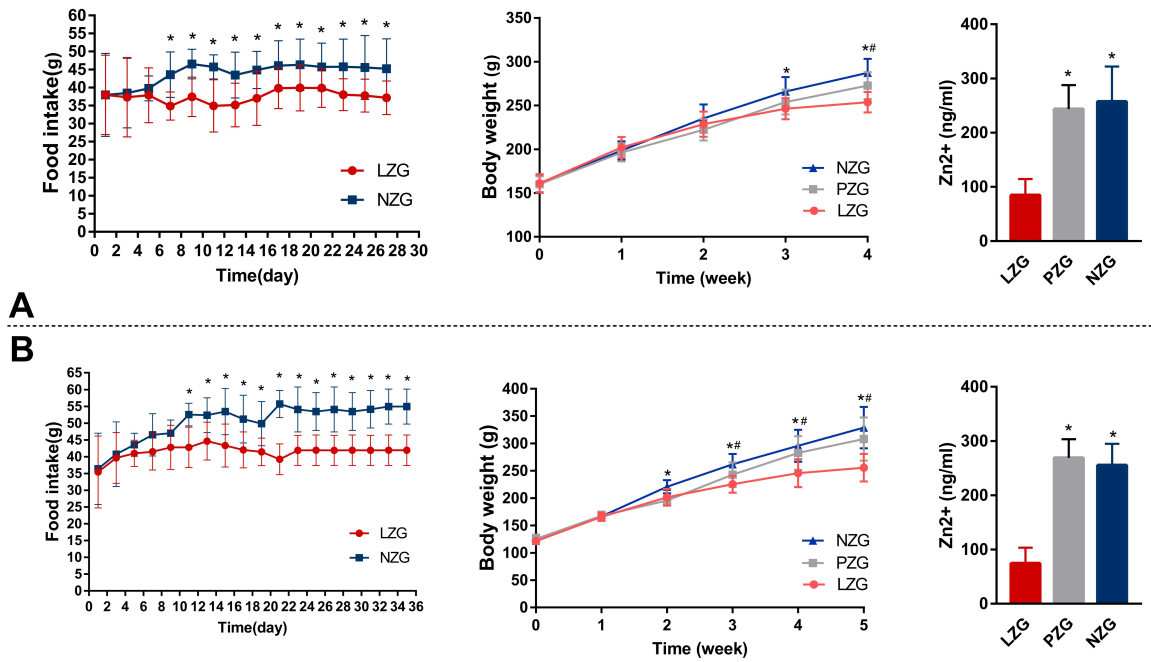 Food intake(g)
60
55
50
45
40
35
30
25
20
15
10
5
0
* * * * * * * * * * *
LZG
NZG
0 2 4 6 8 10 12 14 16 18 20 22 24 26 28 30
Time(day)
Body weight (g)
350
300
250
200
150
100
* *#
NZG
PZG
LZG
0 1 2 3 4
Time (week)
Zn2+ (ng/ml)
400
300
200
100
0
* *
LZG PZG NZG
A
B
Food intake(g)
65
60
55
50
45
40
35
30
25
20
15
10
5
0
* * * * * * * * * * * * *
LZG
NZG
0 2 4 6 8 10 12 14 16 18 20 22 24 26 28 30 32 34 36
Time(day)
Body weight (g)
400
350
300
250
200
150
100
50
0
* *# *# *#
NZG
PZG
LZG
0 1 2 3 4 5
Time (week)
Zn2+ (ng/ml)
400
300
200
100
0
* *
LZG PZG NZG